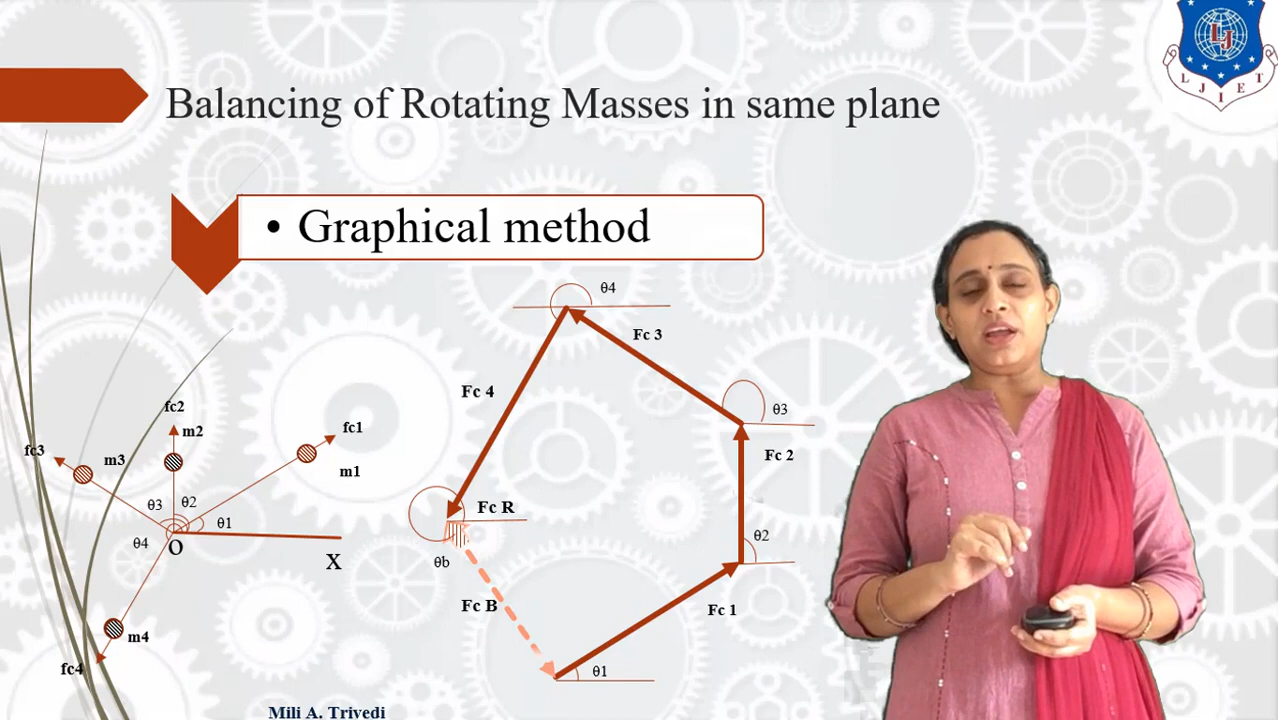 LJ
L J I E T
Balancing of Rotating Masses in same plane
• Graphical method
θ4
Fc 3
Fc 4
θ3
Fc 2
fc2
m2
fc1
fc3
m3
m1
θ3
θ2
θ1
θ4
O
X
Fc R
θ2
θb
Fc B
Fc 1
m4
fc4
θ1
Mili A. Trivedi